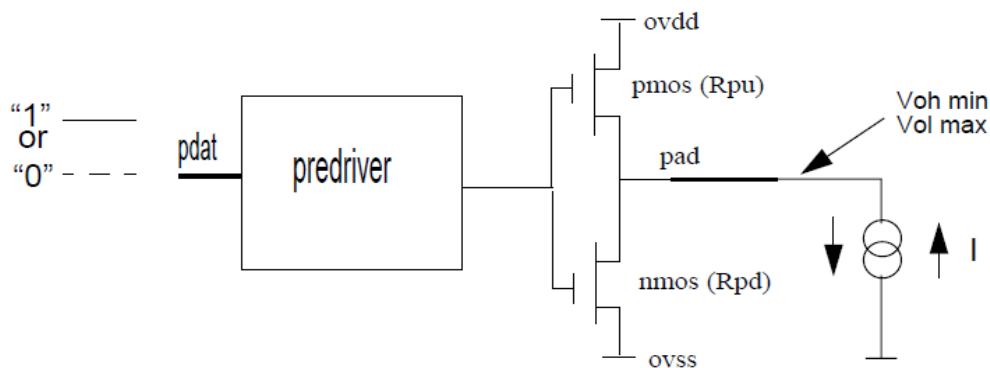 ovdd
pmos (Rpu)
Voh min
Vol max
“1”
or
“0”
pdat
predriver
pad
I
nmos (Rpd)
ovss